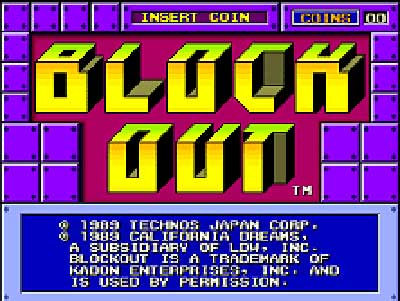 INSERT COIN
COINS 00
BLOCK
OUT
TM
© 1989 TECHNOS JAPAN CORP.
© 1989 CALIFORNIA DREAMS,
A SUBSIDIARY OF LDW, INC.
BLOCKOUT IS A TRADEMARK OF
KADON ENTERPRISES, INC. AND
IS USED BY PERMISSION.